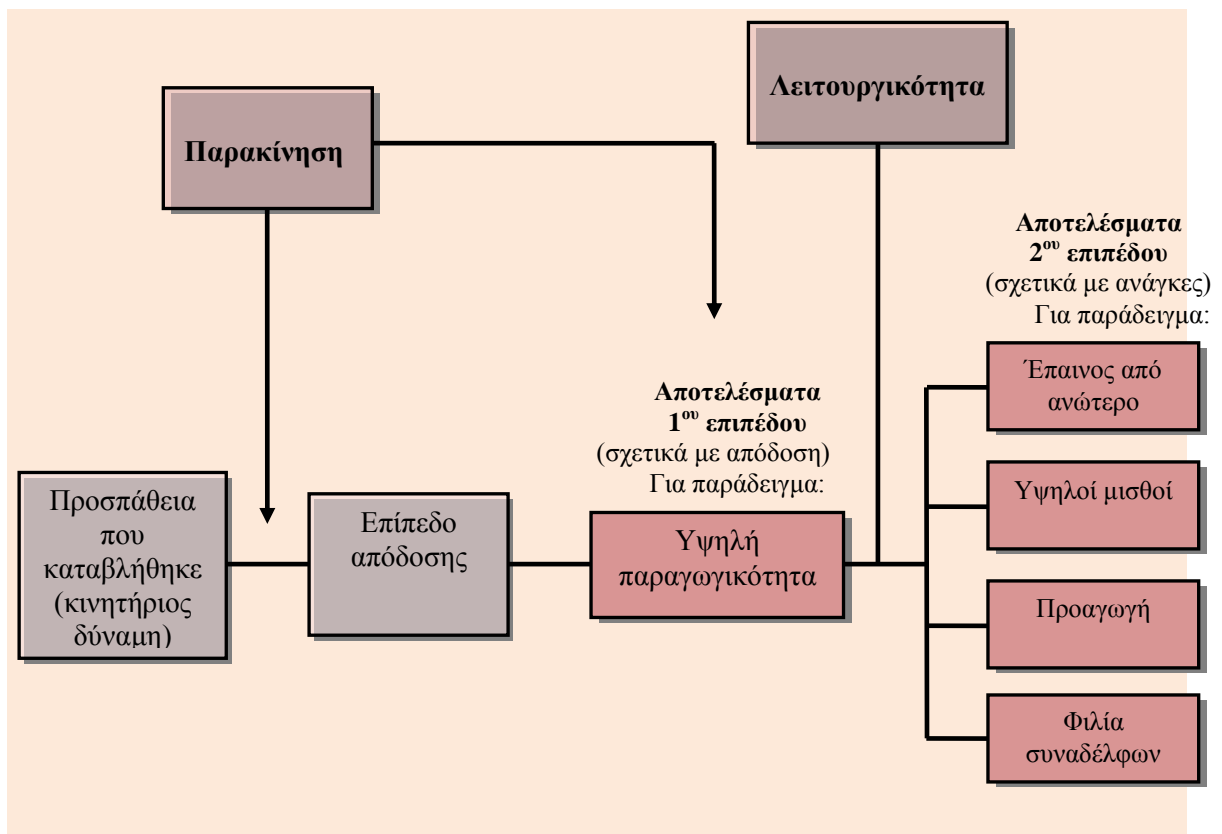 Λειτουργικότητα
Παρακίνηση
Αποτελέσματα
2ου επιπέδου
(σχετικά με ανάγκες)
Για παράδειγμα:
Έπαινος από
ανώτερο
Αποτελέσματα
1ου επιπέδου
(σχετικά με απόδοση)
Για παράδειγμα:
Υψηλοί μισθοί
Προσπάθεια
που
καταβλήθηκε
(κινητήριος
δύναμη)
Επίπεδο
απόδοσης
Υψηλή
παραγωγικότητα
Προαγωγή
Φιλία
συναδέλφων